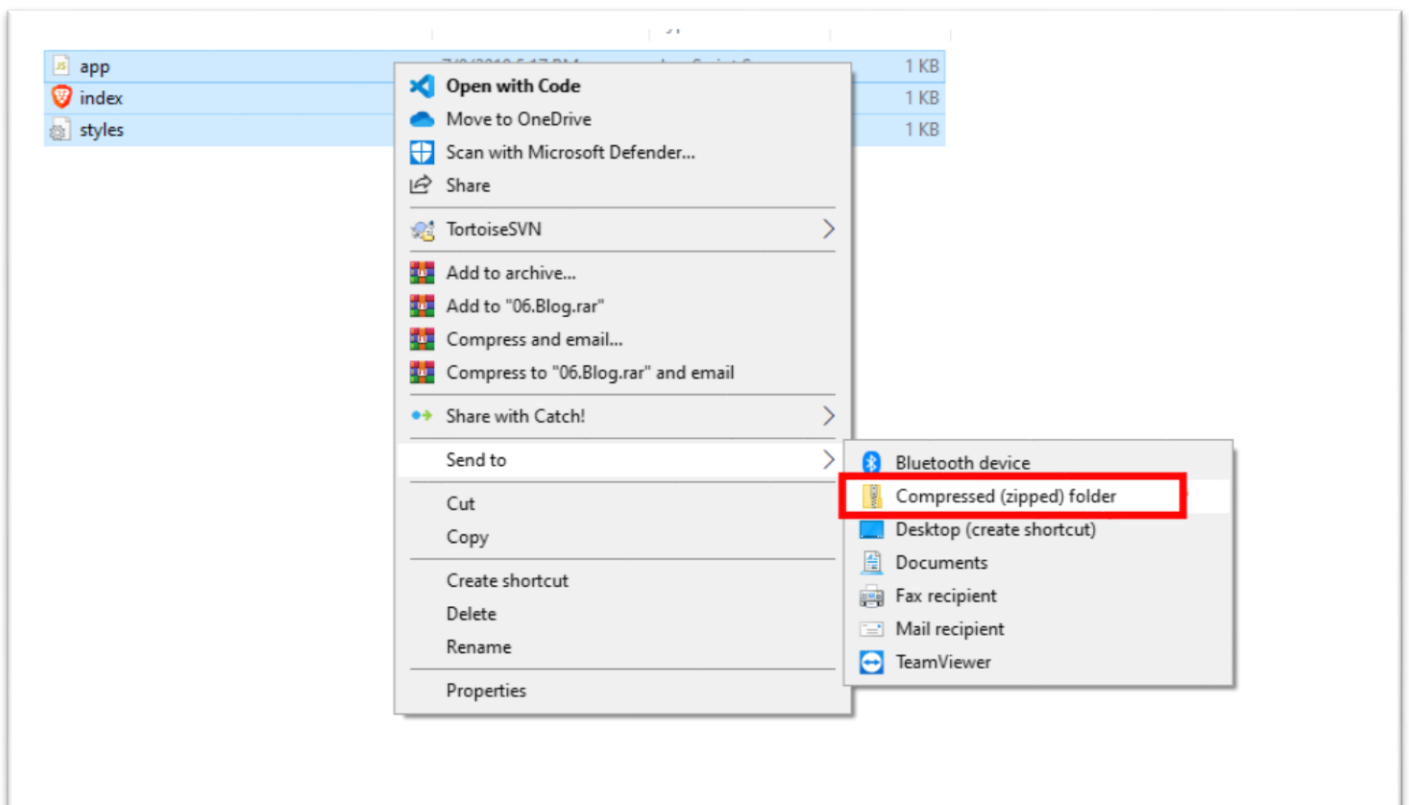 app 1 KB
index 1 KB
styles 1 KB
Open with Code
Move to OneDrive
Scan with Microsoft Defender...
Share
TortoiseSVN
Add to archive...
Add to "06.Blog.rar"
Compress and email...
Compress to "06.Blog.rar" and email
Share with Catch!
Send to
Cut
Copy
Create shortcut
Delete
Rename
Properties
Bluetooth device
Compressed (zipped) folder
Desktop (create shortcut)
Documents
Fax recipient
Mail recipient
TeamViewer